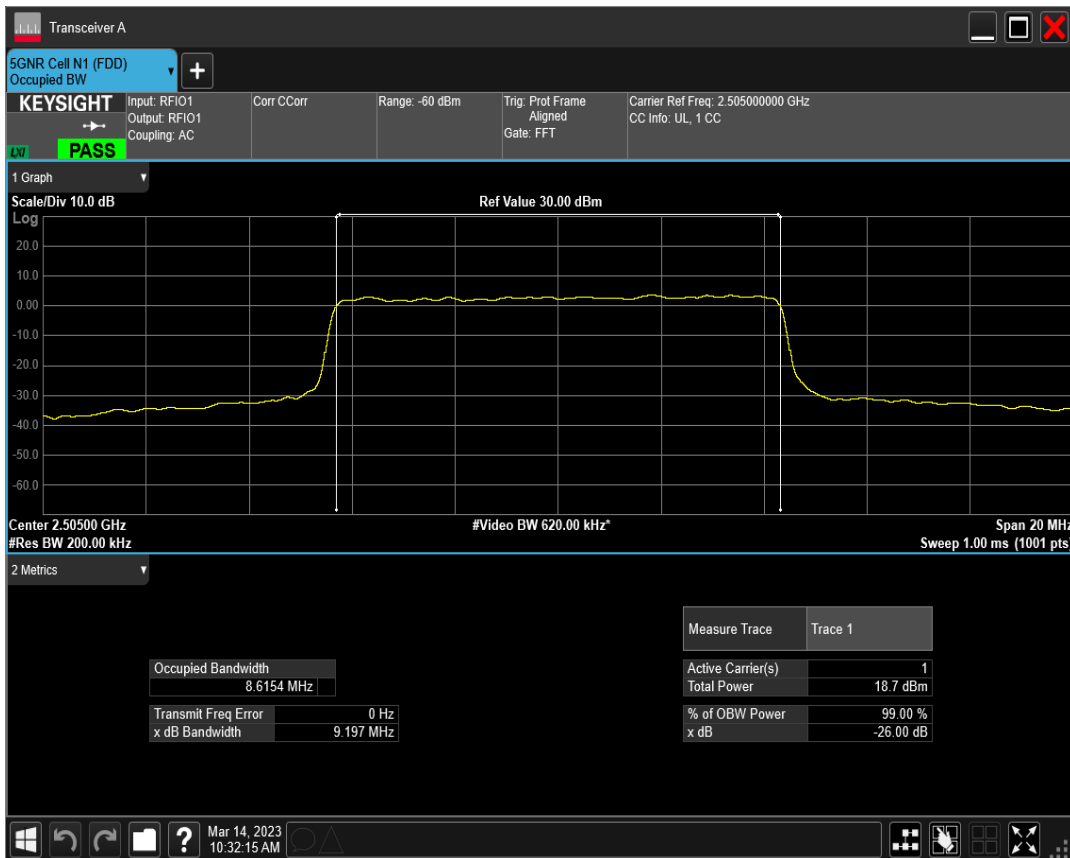 Transceiver A
5GNR Cell N1 (FDD)
Occupied BW
KEYSIGHT
LXI
PASS
Input: RFIO1
Output: RFIO1
Coupling: AC
Corr CCorr
Range: -60 dBm
Trig: Prot Frame
Aligned
Gate: FFT
Carrier Ref Freq: 2.505000000 GHz
CC Info: UL, 1 CC
1 Graph
Scale/Div 10.0 dB
Ref Value 30.00 dBm
Log
20.0
10.0
0.00
-10.0
-20.0
-30.0
-40.0
-50.0
-60.0
Center 2.50500 GHz
#Video BW 620.00 kHz*
Span 20 MHz
#Res BW 200.00 kHz
Sweep 1.00 ms (1001 pts)
2 Metrics
Measure Trace Trace 1
Occupied Bandwidth
8.6154 MHz
Active Carrier(s) 1
Total Power 18.7 dBm
Transmit Freq Error 0 Hz
x dB Bandwidth 9.197 MHz
% of OBW Power 99.00 %
x dB -26.00 dB
?
Mar 14, 2023
10:32:15 AM